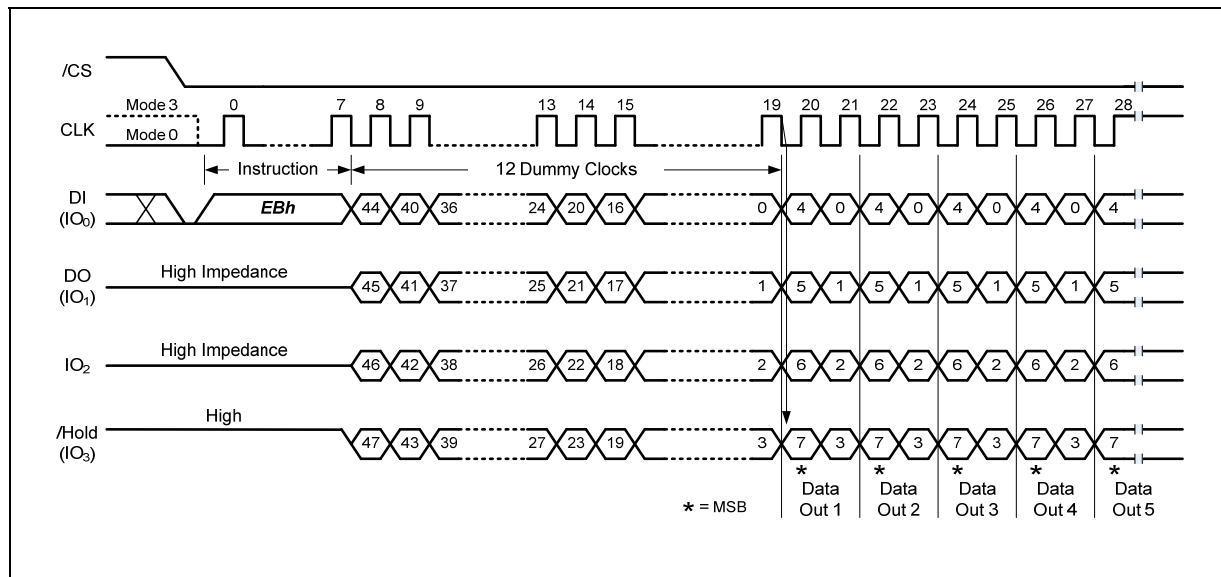 /CS
Mode 3 0 7 8 9 13 14 15 19 20 21 22 23 24 25 26 27 28
CLK Mode 0
Instruction 12 Dummy Clocks
DI
(IO0) EBh 44 40 36 24 20 16 0 4 0 4 0 4 0 4 0 4
DO
(IO1) High Impedance 45 41 37 25 21 17 1 5 1 5 1 5 1 5 1 5
IO2 High Impedance 46 42 38 26 22 18 2 6 2 6 2 6 2 6 2 6
/Hold
(IO3) High 47 43 39 27 23 19 3 7 3 7 3 7 3 7 3 7
* * * * *
* = MSB
Data Out 1
Data Out 2
Data Out 3
Data Out 4
Data Out 5